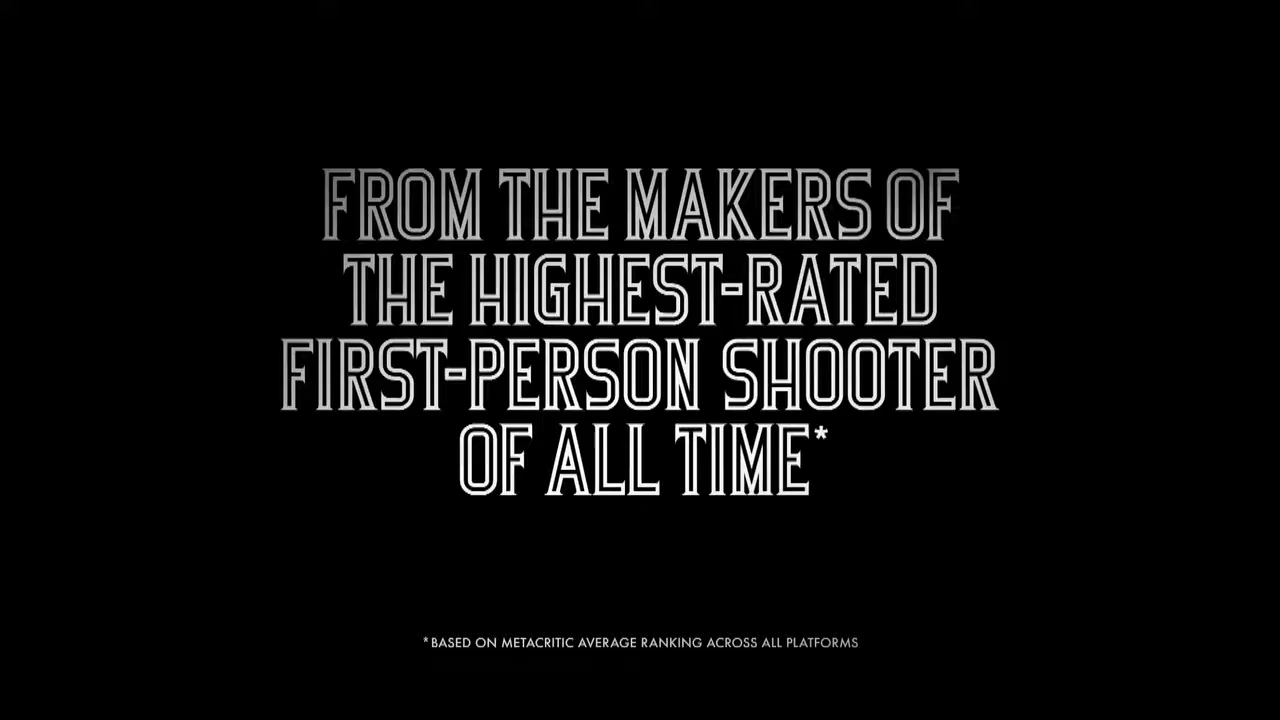 FROM THE MAKERS OF
THE HIGHEST-RATED
FIRST-PERSON SHOOTER
OF ALL TIME*
*BASED ON METACRITIC AVERAGE RANKING ACROSS ALL PLATFORMS